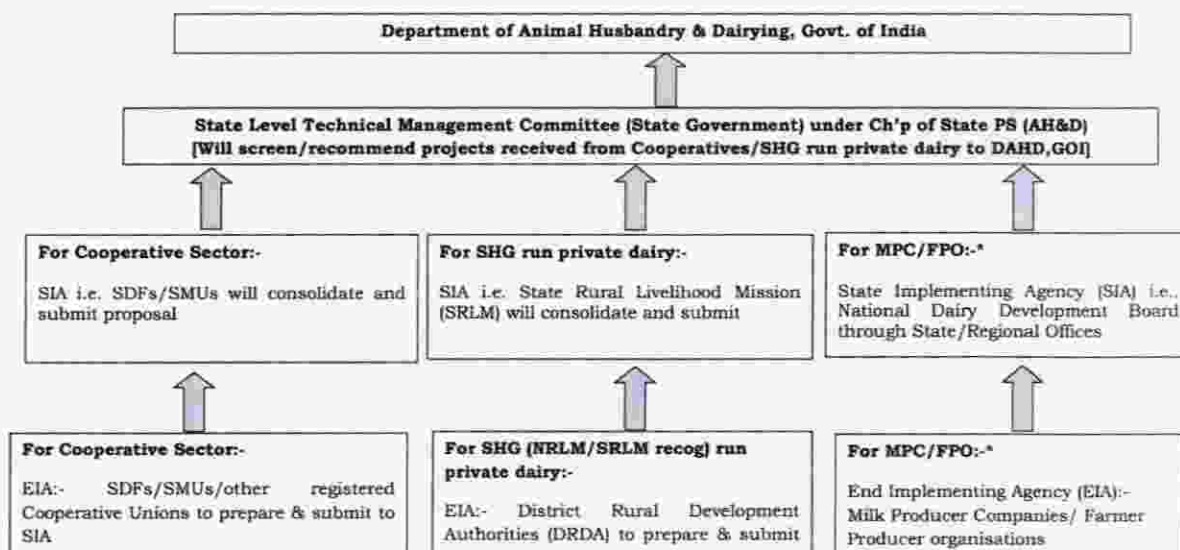 Department of Animal Husbandry & Dairying, Govt. of India
State Level Technical Management Committee (State Government) under Ch'p of State PS (AH&D)
[Will screen/recommend projects received from Cooperatives/SHG run private dairy to DAHD,GOI]
For Cooperative Sector:-
SIA i.e. SDFs/SMUs will consolidate and
submit proposal
For SHG run private dairy:-
SIA i.e. State Rural Livelihood Mission
(SRLM) will consolidate and submit
For MPC/FPO:-*
State Implementing Agency (SIA) i.e.,
National Dairy Development Board
through State/Regional Offices
For Cooperative Sector:-
EIA:- SDFs/SMUs/other registered
Cooperative Unions to prepare & submit to
SIA
For SHG (NRLM/SRLM recog) run
private dairy:-
EIA:- District Rural Development
Authorities (DRDA) to prepare & submit
For MPC/FPO:-*
End Implementing Agency (EIA):-
Milk Producer Companies/ Farmer
Producer organisations